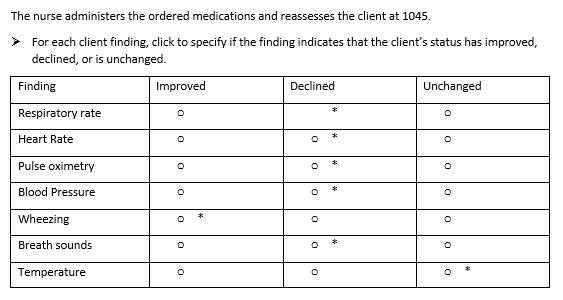 The nurse administers the ordered medications and reassesses the client at 1045.
➢ For each client finding, click to specify if the finding indicates that the client's status has improved,
declined, or is unchanged.
Finding Improved Declined Unchanged
Respiratory rate ○ * ○
Heart Rate ○ ○ * ○
Pulse oximetry ○ ○ * ○
Blood Pressure ○ ○ * ○
Wheezing ○ * ○ ○
Breath sounds ○ ○ * ○
Temperature ○ ○ ○ *